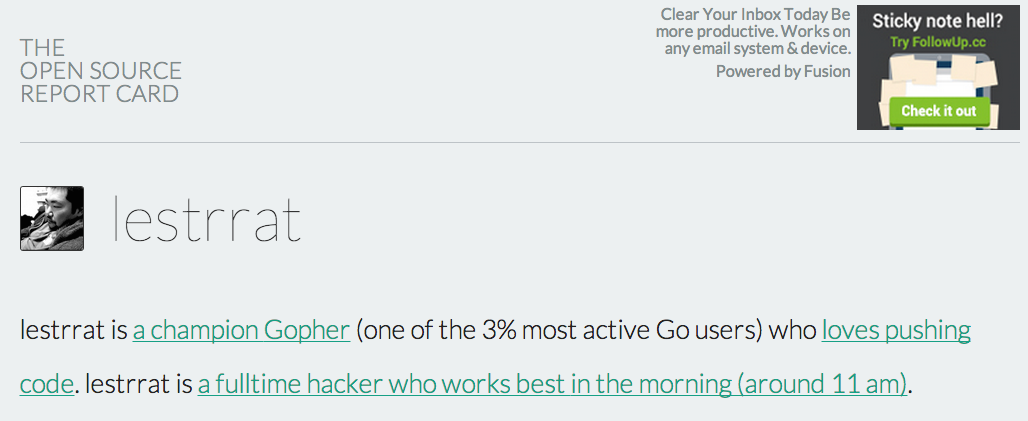 THE
OPEN SOURCE
REPORT CARD
Clear Your Inbox Today Be
more productive. Works on
any email system & device.
Powered by Fusion
Sticky note hell?
Try FollowUp.cc
Check it out
lestrrat
lestrrat is a champion Gopher (one of the 3% most active Go users) who loves pushing
code. lestrrat is a fulltime hacker who works best in the morning (around 11 am).